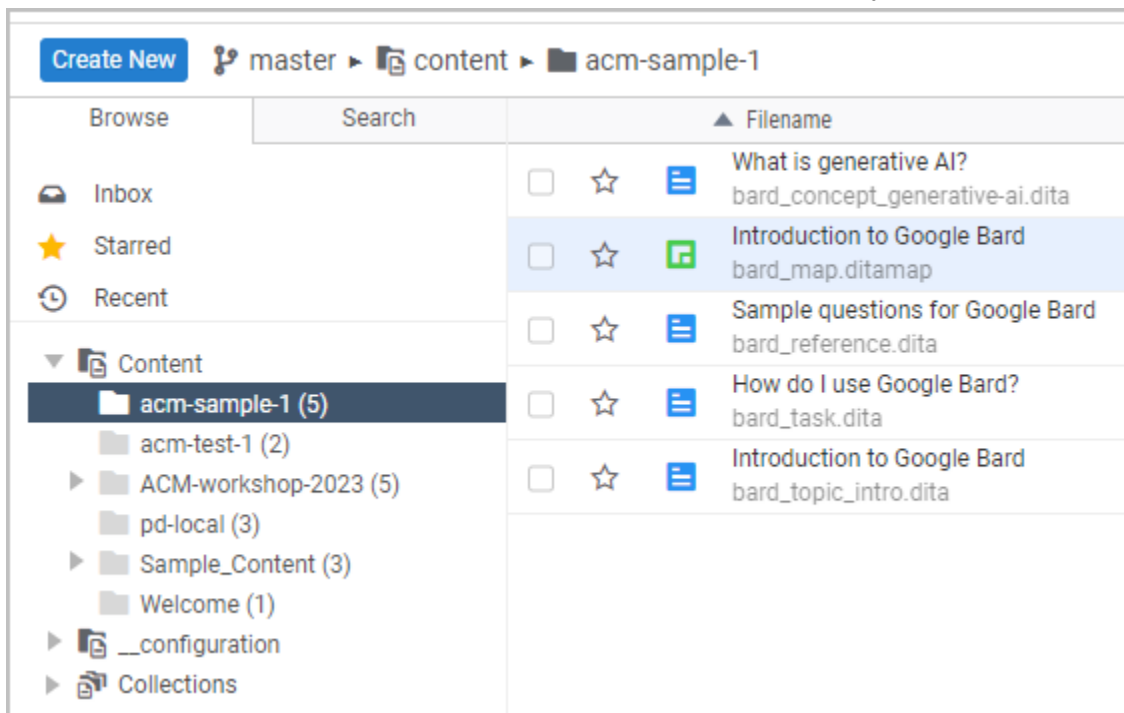 Create New master ▸ content ▸ acm-sample-1
Browse Search
Inbox
Starred
Recent
Content
acm-sample-1 (5)
acm-test-1 (2)
ACM-workshop-2023 (5)
pd-local (3)
Sample_Content (3)
Welcome (1)
__configuration
Collections
Filename
What is generative AI?
bard_concept_generative-ai.dita
Introduction to Google Bard
bard_map.ditamap
Sample questions for Google Bard
bard_reference.dita
How do I use Google Bard?
bard_task.dita
Introduction to Google Bard
bard_topic_intro.dita